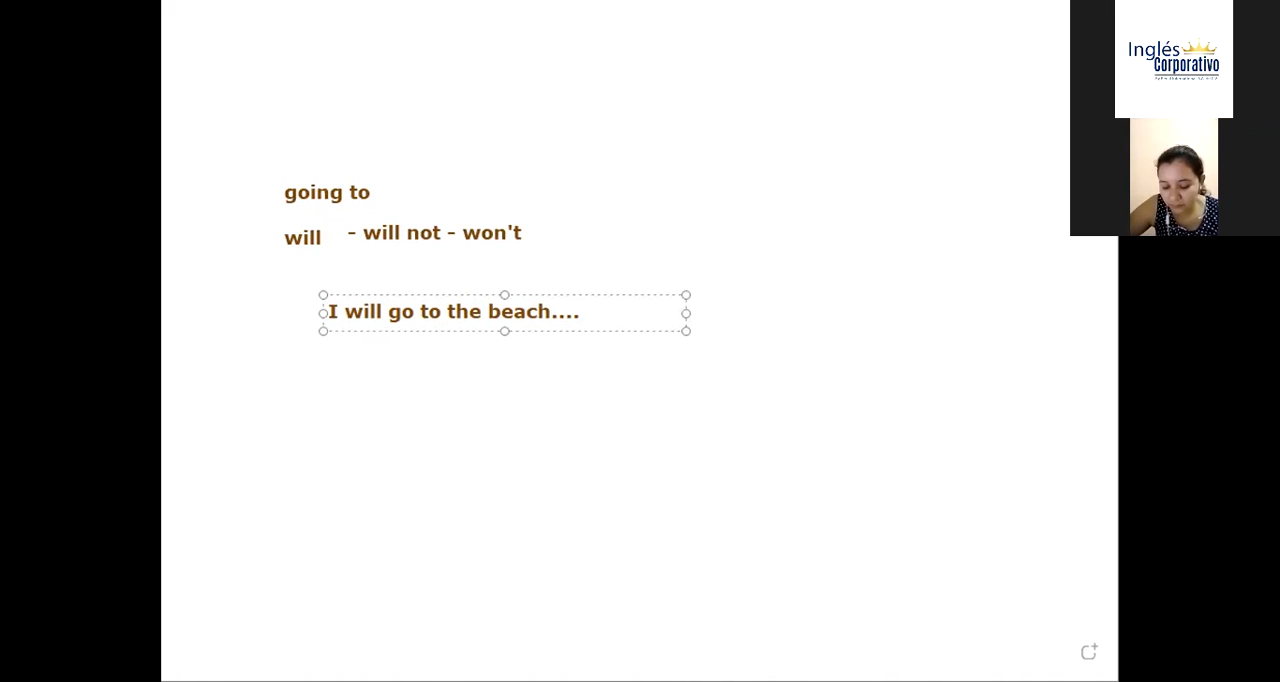 Inglés
Corporativo
going to
will - will not - won't
I will go to the beach....